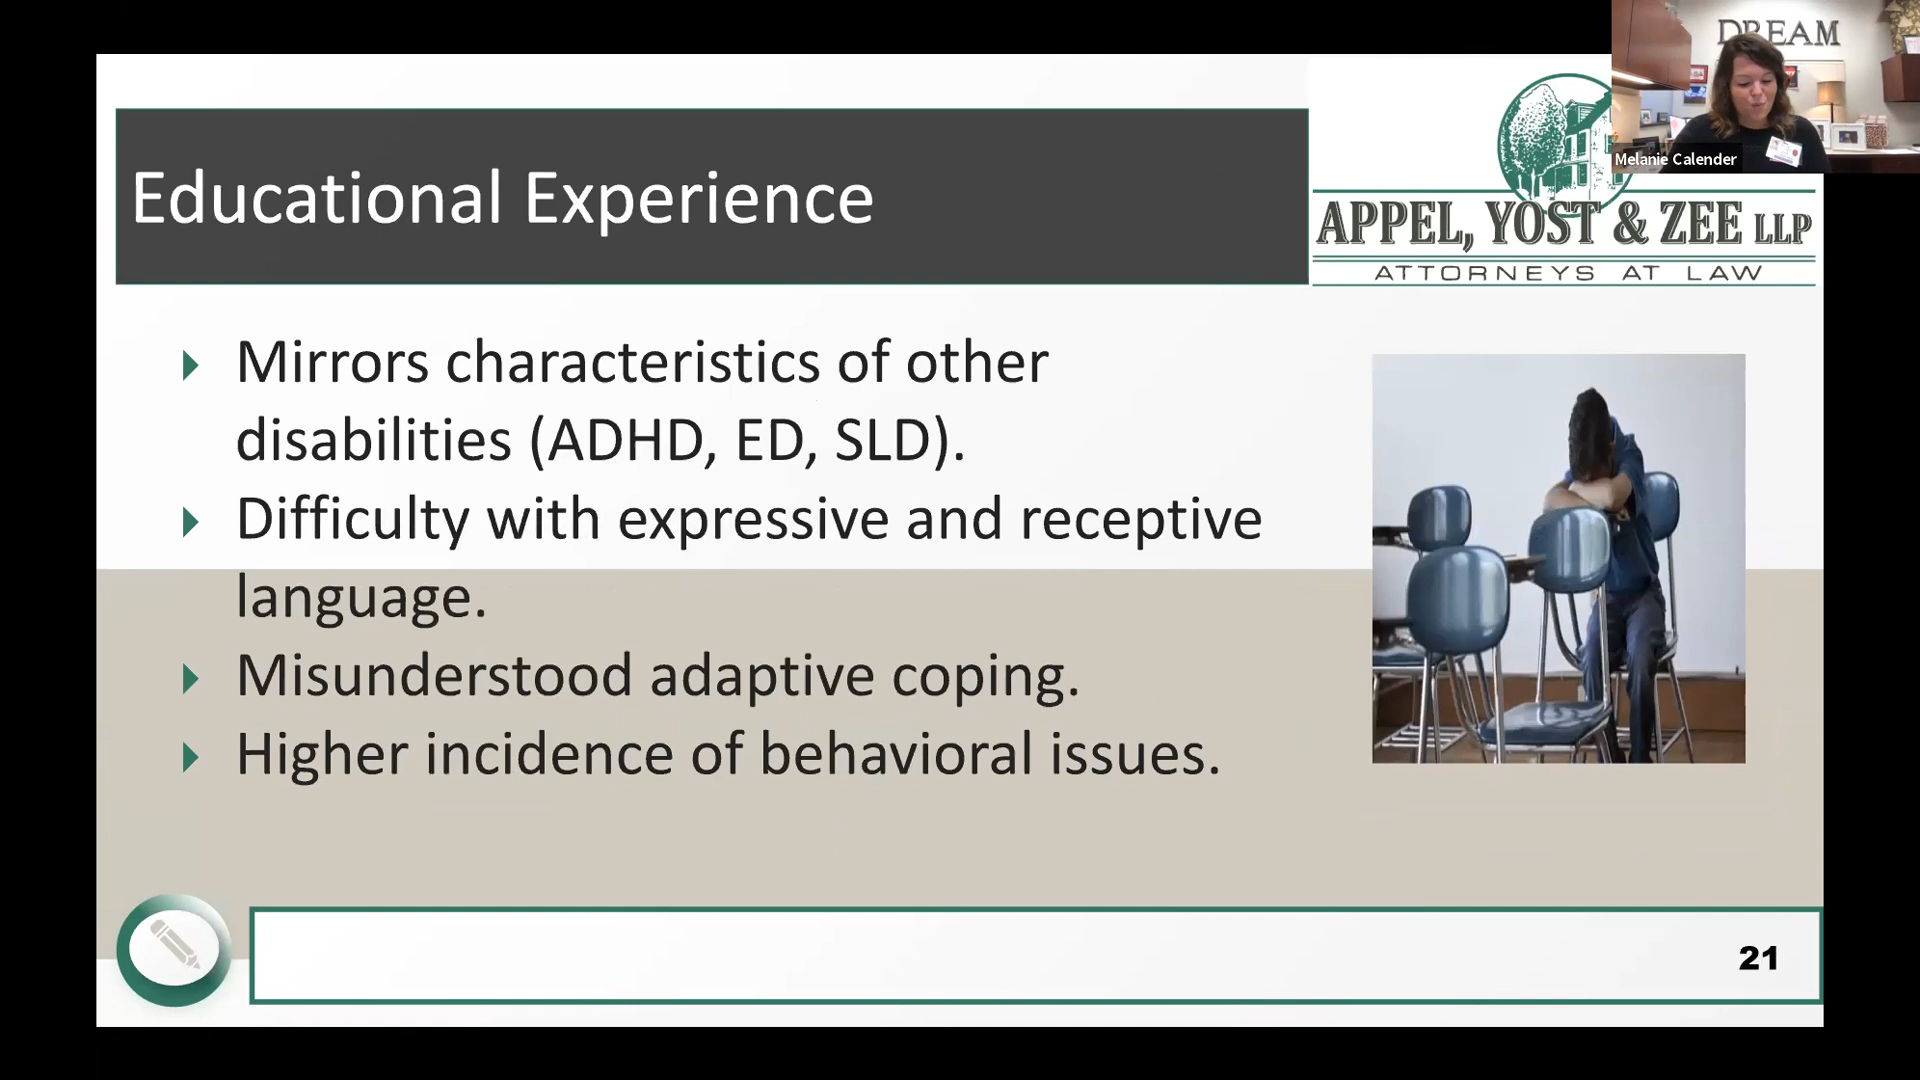 DREAM
Melanie Calender
Educational Experience
APPEL, YOST & ZEE LLP
ATTORNEYS AT LAW
Mirrors characteristics of other
disabilities (ADHD, ED, SLD).
Difficulty with expressive and receptive
language.
Misunderstood adaptive coping.
Higher incidence of behavioral issues.
21